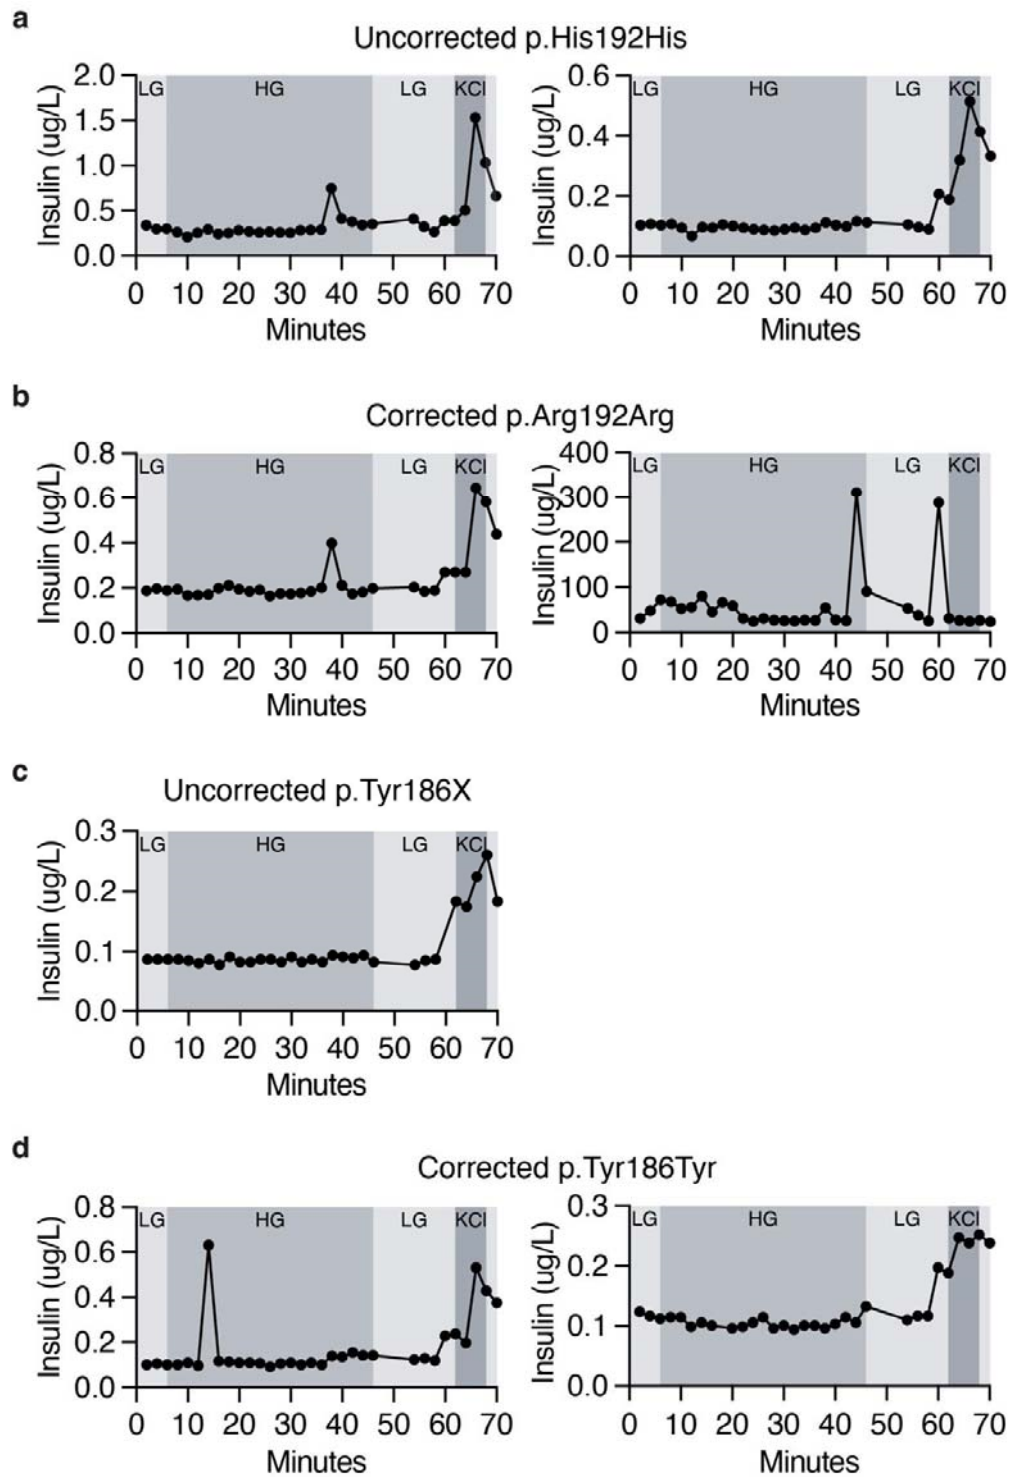 a
Uncorrected p.His192His
Insulin (ug/L)
2.0
1.5
1.0
0.5
0.0
LG HG LG KCl
0 10 20 30 40 50 60 70
Minutes
Insulin (ug/L)
0.6
0.4
0.2
0.0
LG HG LG KCl
0 10 20 30 40 50 60 70
Minutes
b
Corrected p.Arg192Arg
Insulin (ug/L)
0.8
0.6
0.4
0.2
0.0
LG HG LG KCl
0 10 20 30 40 50 60 70
Minutes
Insulin (ug/L)
400
300
200
100
0
LG HG LG KCl
0 10 20 30 40 50 60 70
Minutes
c
Uncorrected p.Tyr186X
Insulin (ug/L)
0.3
0.2
0.1
0.0
LG HG LG KCl
0 10 20 30 40 50 60 70
Minutes
d
Corrected p.Tyr186Tyr
Insulin (ug/L)
0.8
0.6
0.4
0.2
0.0
LG HG LG KCl
0 10 20 30 40 50 60 70
Minutes
Insulin (ug/L)
0.3
0.2
0.1
0.0
LG HG LG KCl
0 10 20 30 40 50 60 70
Minutes